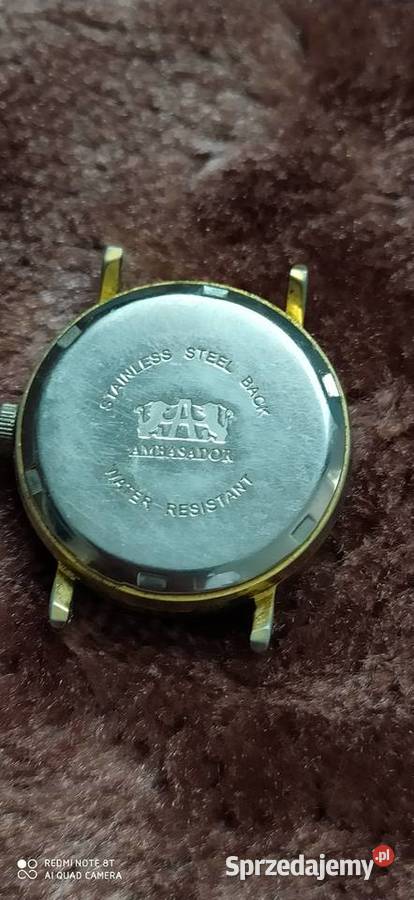 STAINLESS STEEL BACK
A
AMBASADOR
WATER RESISTANT
REDMI NOTE 8T
AI QUAD CAMERA
Sprzedajemy.pl